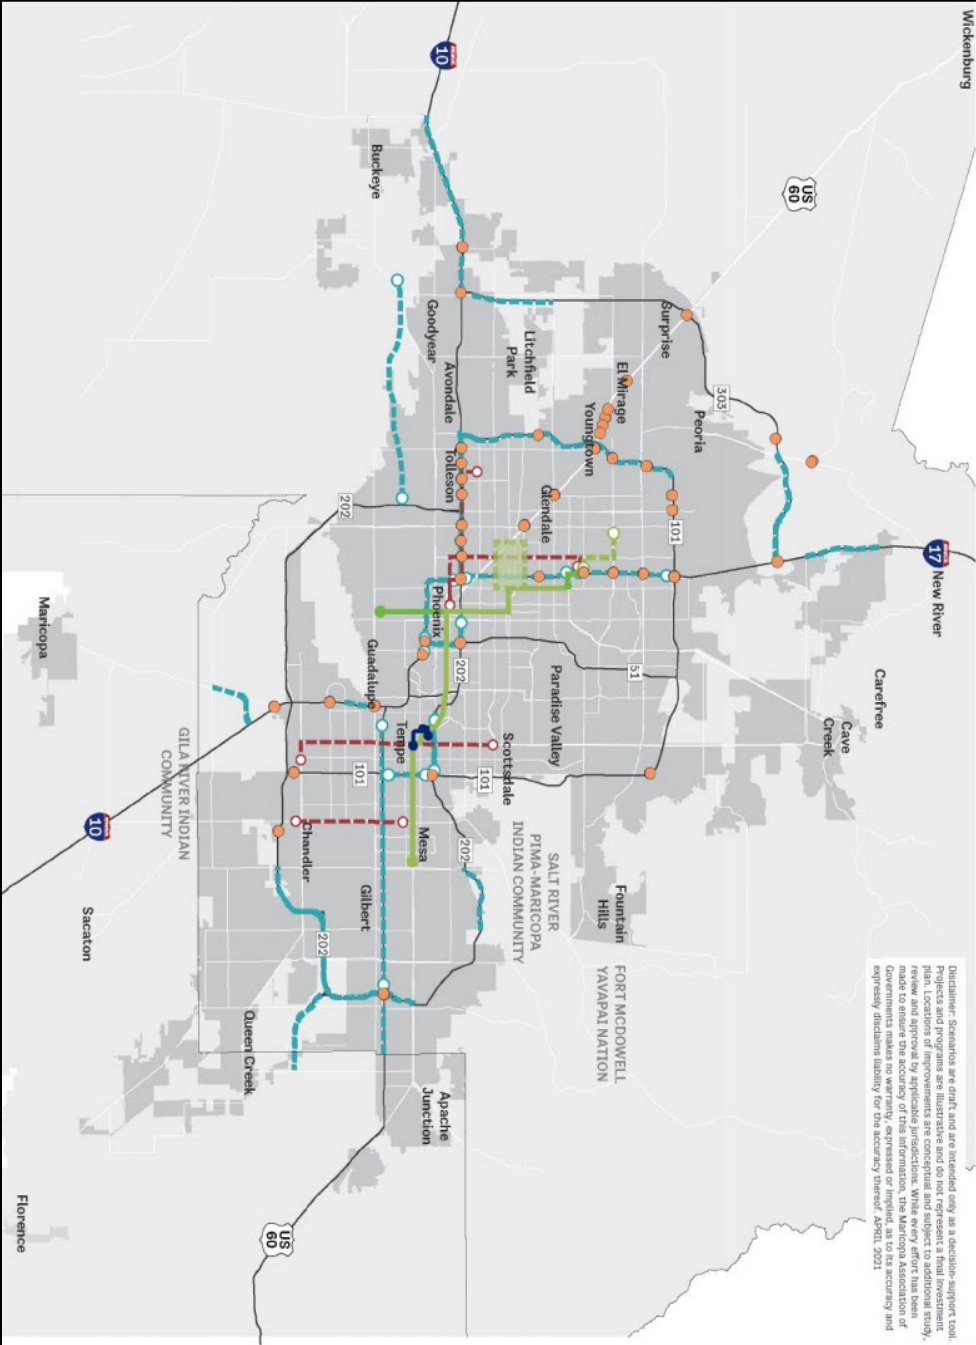 Wickenburg
US
60
17
New River
Carefree
Cave
Creek
Surprise
Peoria
303
101
El Mirage
Youngtown
Litchfield
Park
Glendale
51
Paradise Valley
Fountain
Hills
FORT MCDOWELL
YAVAPAI NATION
SALT RIVER
PIMA-MARICOPA
INDIAN COMMUNITY
Scottsdale
101
10
Buckeye
Goodyear
Avondale
Tolleson
Phoenix
202
202
Mesa
Apache
Junction
Tempe
Guadalupe
202
101
Gilbert
Chandler
202
Queen Creek
US
60
GILA RIVER INDIAN
COMMUNITY
10
Maricopa
Sacaton
Florence
Disclaimer: Scenarios are draft and are intended only as a decision-support tool.
Projects and programs are illustrative and do not represent a final investment
plan. Locations of improvements are conceptual and subject to additional study,
review and approval by applicable jurisdictions. While every effort has been
made to ensure the accuracy of this information, the Maricopa Association of
Governments makes no warranty, expressed or implied, as to its accuracy and
expressly disclaims liability for the accuracy thereof. APRIL 2021